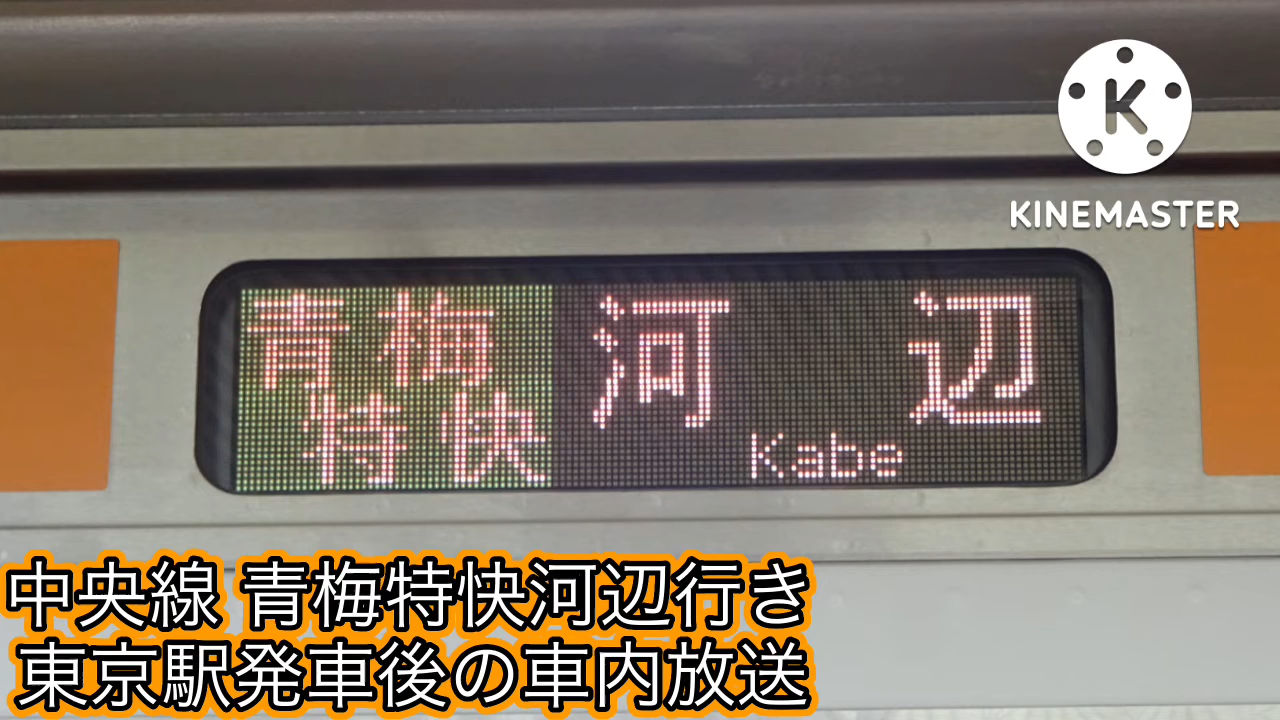 K
KINEMASTER
青梅
特快
河辺
Kabe
中央線 青梅特快河辺行き
東京駅発車後の車内放送